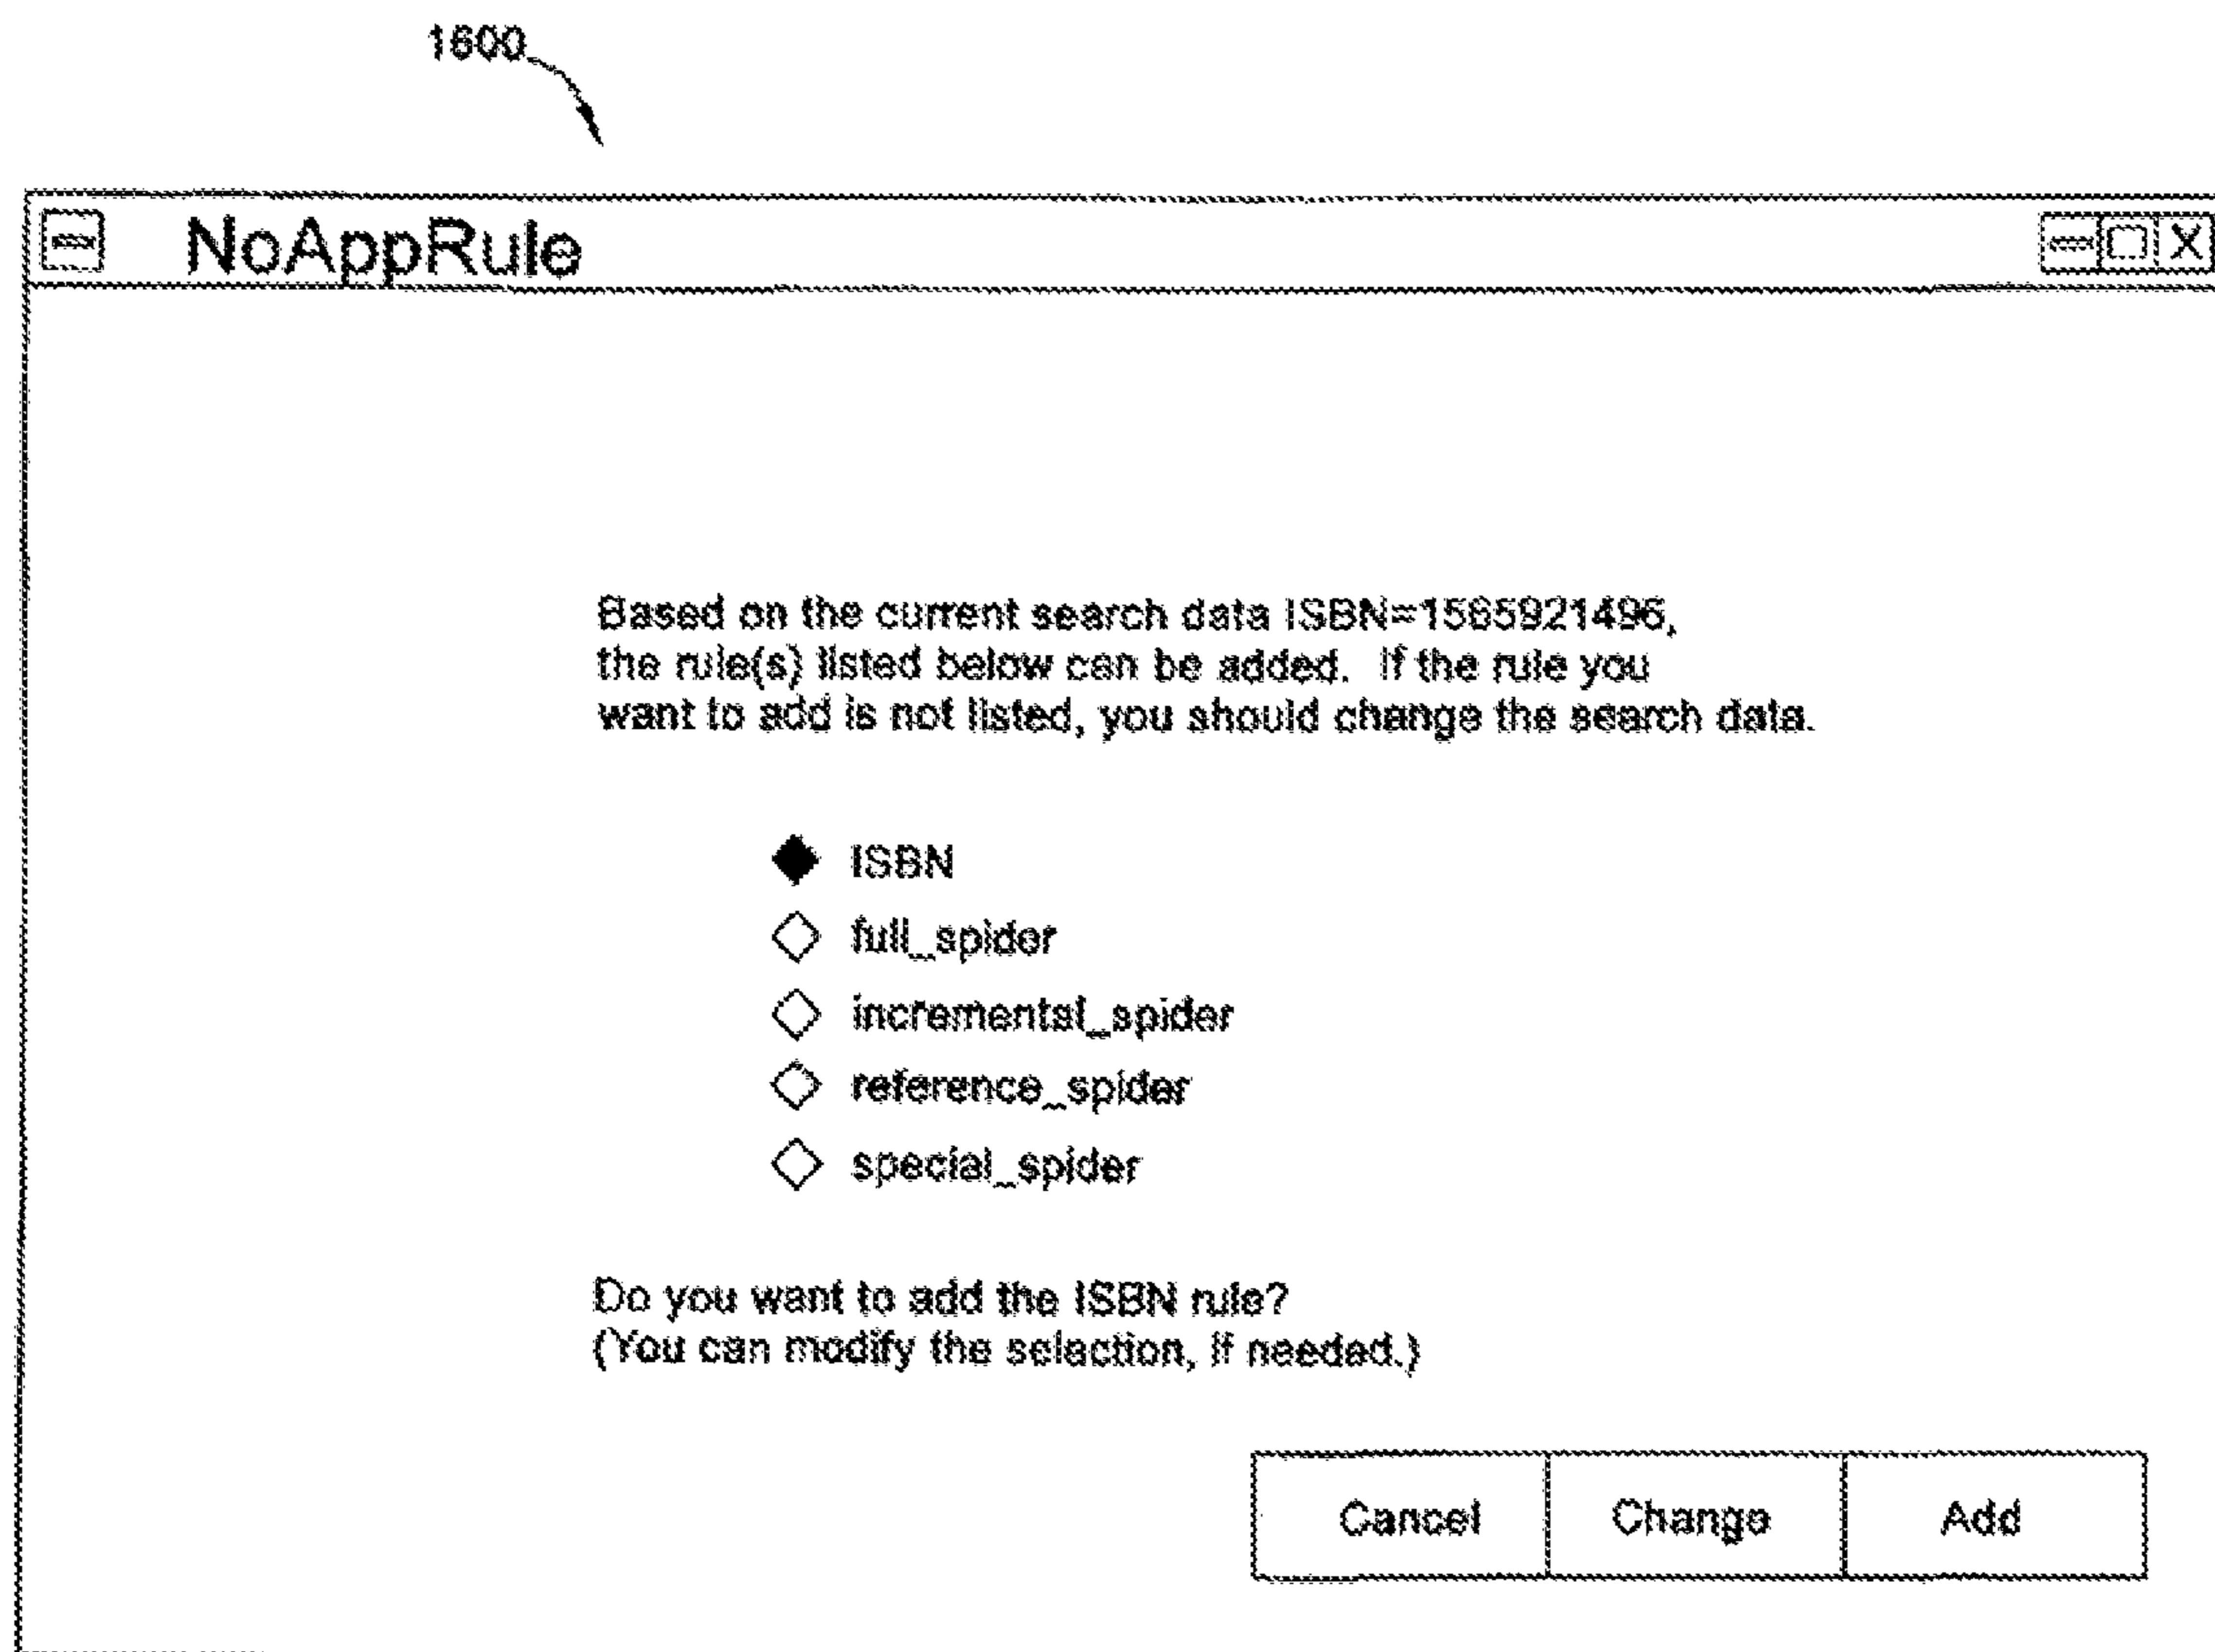 1600
NoAppRule
Based on the current search data ISBN=1565921496,
the rule(s) listed below can be added. If the rule you
want to add is not listed, you should change the search data.
ISBN
full_spider
incremental_spider
reference_spider
special_spider
Do you want to add the ISBN rule?
(You can modify the selection, if needed.)
Cancel Change Add